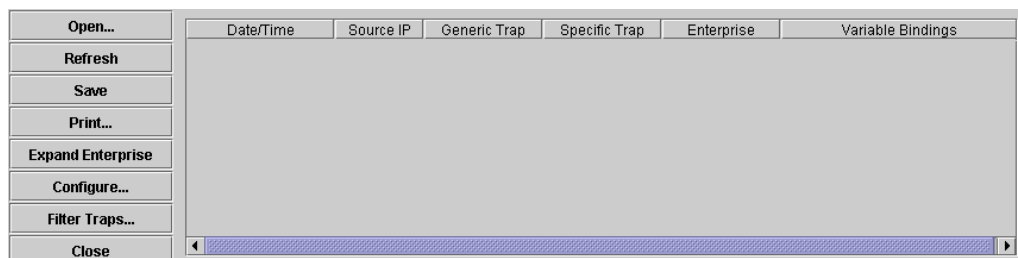 Open...
Refresh
Save
Print...
Expand Enterprise
Configure...
Filter Traps...
Close
Date/Time Source IP Generic Trap Specific Trap Enterprise Variable Bindings